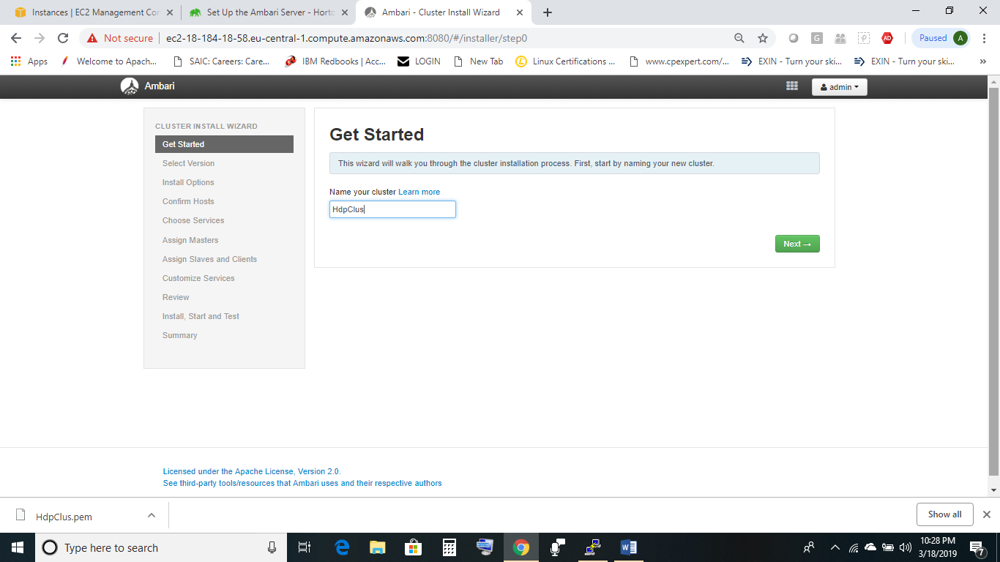 Instances | EC2 Management Con
Set Up the Ambari Server - Horto
Ambari - Cluster Install Wizard
Not secure
ec2-18-184-18-58.eu-central-1.compute.amazonaws.com:8080/#/installer/step0
G
AD
Paused
A
Apps
Welcome to Apach...
SAIC: Careers: Care...
IBM Redbooks | Acc...
LOGIN
New Tab
Linux Certifications ...
www.cpexpert.com/...
EXIN - Turn your ski...
EXIN - Turn your ski...
»
Ambari
admin
CLUSTER INSTALL WIZARD
Get Started
Select Version
Install Options
Confirm Hosts
Choose Services
Assign Masters
Assign Slaves and Clients
Customize Services
Review
Install, Start and Test
Summary
Get Started
This wizard will walk you through the cluster installation process. First, start by naming your new cluster.
Name your cluster Learn more
HdpClus
Next →
Licensed under the Apache License, Version 2.0.
See third-party tools/resources that Ambari uses and their respective authors
HdpClus.pem
Show all
Type here to search
10:28 PM
3/18/2019
7